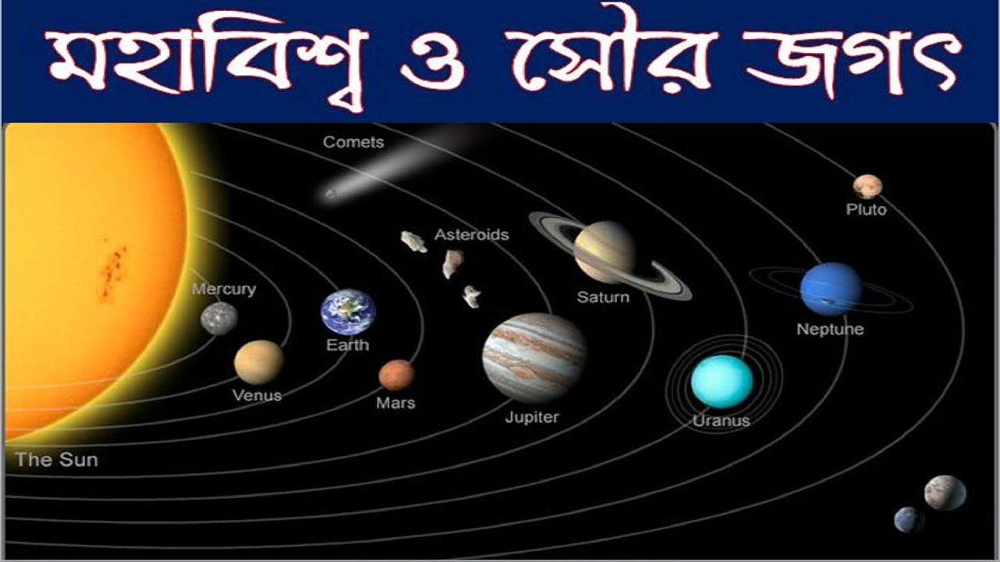 মহাবিশ্ব ও সৌর জগৎ
Comets
Pluto
Asteroids
Mercury
Saturn
Neptune
Earth
Venus
Mars
Jupiter
Uranus
The Sun